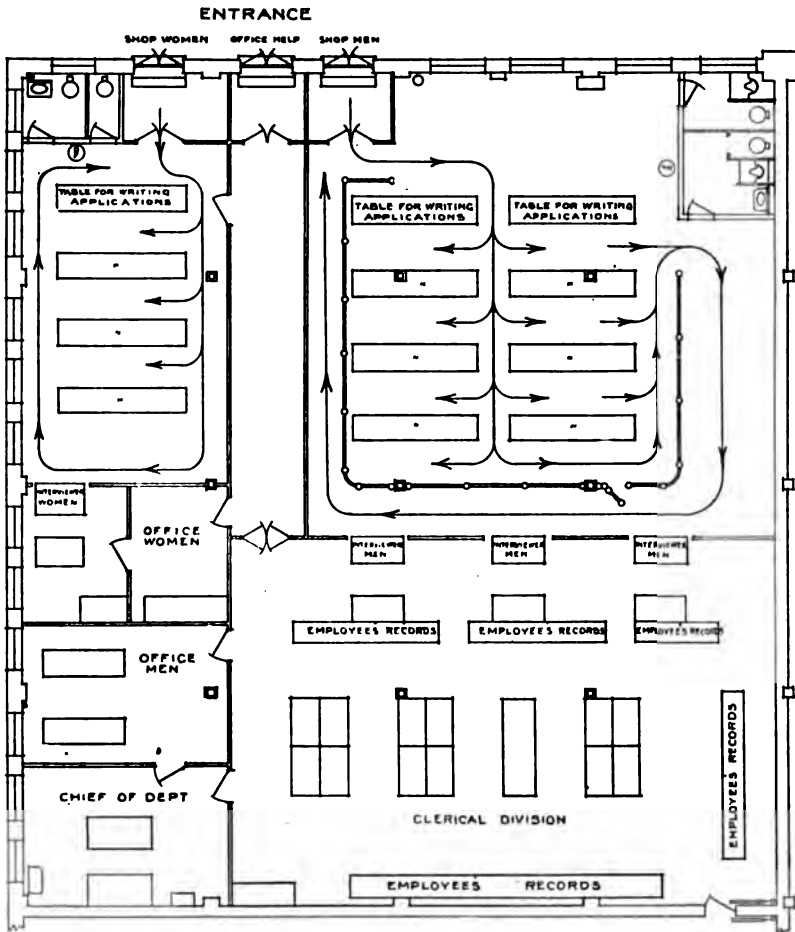 ENTRANCE
SHOP WOMEN
OFFICE HELP
SHOP MEN
TABLE FOR WRITING
APPLICATIONS
TABLE FOR WRITING
APPLICATIONS
TABLE FOR WRITING
APPLICATIONS
"
"
"
"
"
"
"
"
"
INTERVIEWER
WOMEN
OFFICE
WOMEN
INTERVIEWER
MEN
INTERVIEWER
MEN
INTERVIEWER
MEN
EMPLOYEES RECORDS
EMPLOYEES RECORDS
EMPLOYEES RECORDS
OFFICE
MEN
EMPLOYEES RECORDS
CHIEF OF DEPT
CLERICAL DIVISION
EMPLOYEES RECORDS